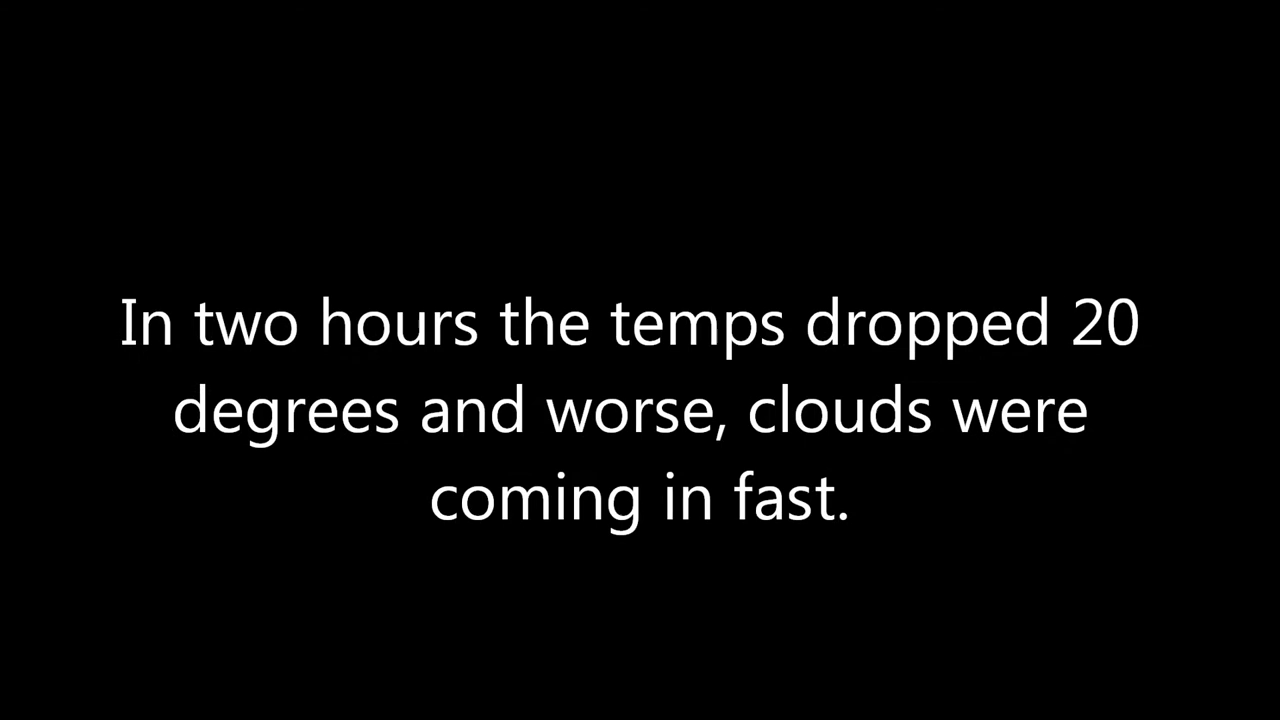 In two hours the temps dropped 20
degrees and worse, clouds were
coming in fast.